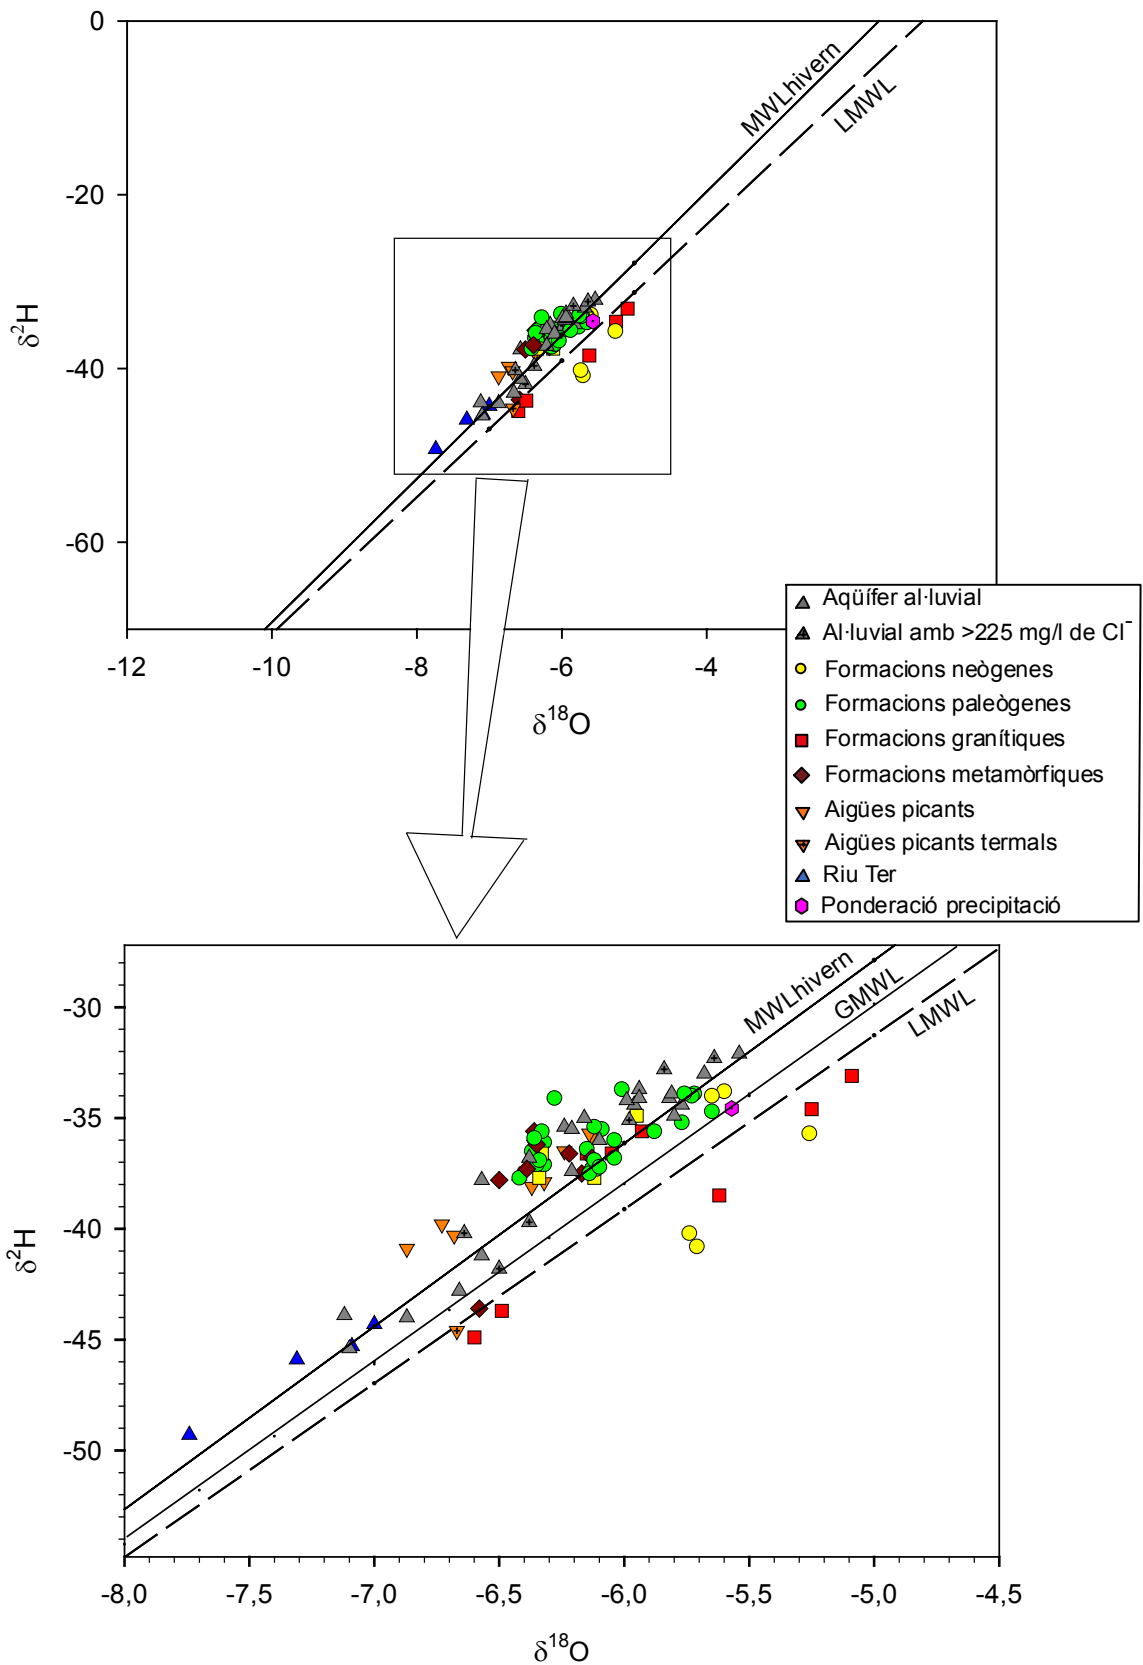 0
-20
-40
-60
δ²H
MWLhivern
LMWL
-12
-10
-8
-6
-4
δ¹⁸O
Aqüífer al·luvial
Al·luvial amb >225 mg/l de Cl⁻
Formacions neògenes
Formacions paleògenes
Formacions granítiques
Formacions metamòrfiques
Aigües picants
Aigües picants termals
Riu Ter
Ponderació precipitació
-30
-35
-40
-45
-50
δ²H
MWLhivern
GMWL
LMWL
-8,0
-7,5
-7,0
-6,5
-6,0
-5,5
-5,0
-4,5
δ¹⁸O